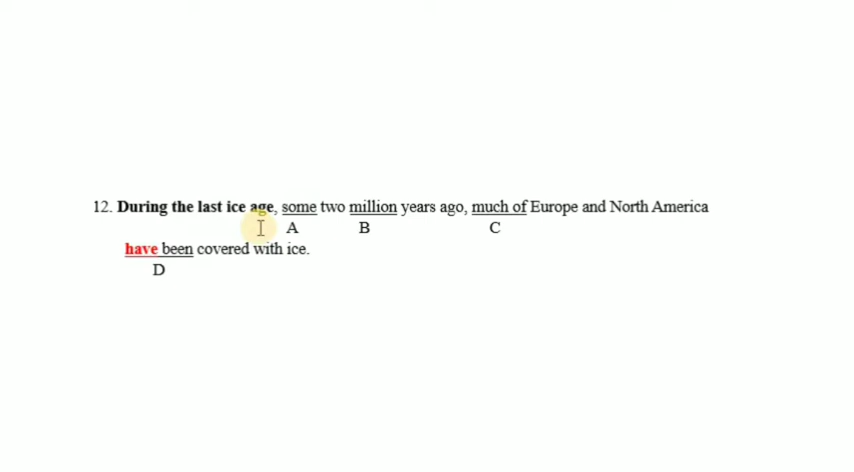 12. During the last ice age, some two million years ago, much of Europe and North America
A B C
have been covered with ice.
D